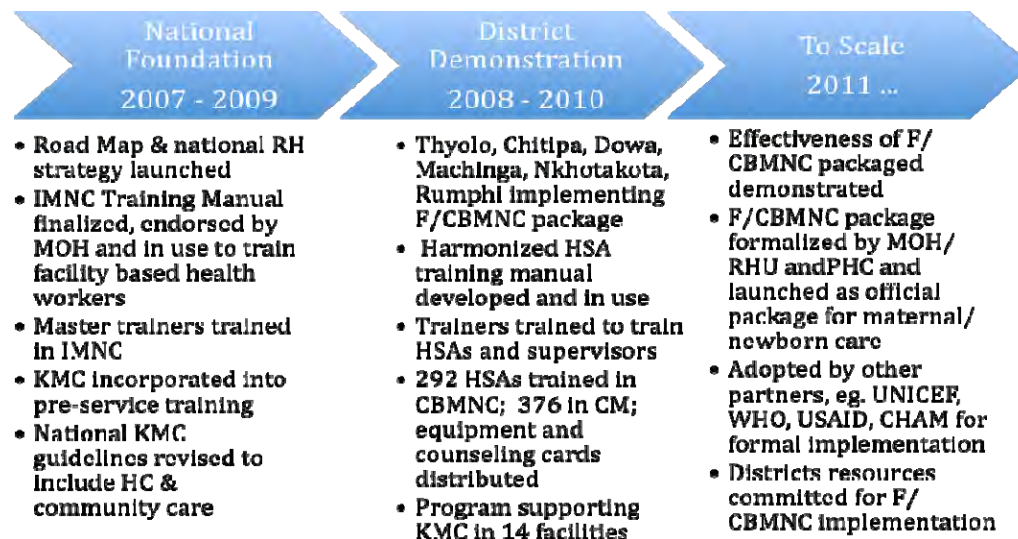 National
Foundation
2007 - 2009
• Road Map & national RH
strategy launched
• IMNC Training Manual
finalized, endorsed by
MOH and in use to train
facility based health
workers
• Master trainers trained
in IMNC
• KMC incorporated into
pre-service training
• National KMC
guidelines revised to
include HC &
community care
District
Demonstration
2008 - 2010
• Thyolo, Chitipa, Dowa,
Machinga, Nkhotakota,
Rumphi implementing
F/CBMNC package
• Harmonized HSA
training manual
developed and in use
• Trainers trained to train
HSAs and supervisors
• 292 HSAs trained in
CBMNC; 376 in CM;
equipment and
counseling cards
distributed
• Program supporting
KMC in 14 facilities
To Scale
2011 ...
• Effectiveness of F/
CBMNC packaged
demonstrated
• F/CBMNC package
formalized by MOH/
RHU andPHC and
launched as official
package for maternal/
newborn care
• Adopted by other
partners, eg. UNICEF,
WHO, USAID, CHAM for
formal implementation
• Districts resources
committed for F/
CBMNC implementation